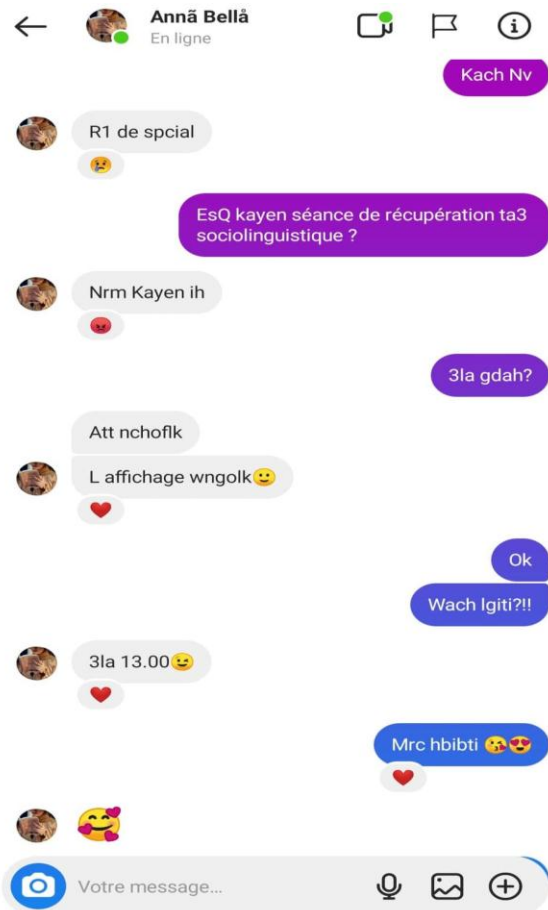 Annã Bellå
En ligne
Kach Nv
R1 de spcial
😢
EsQ kayen séance de récupération ta3
sociolinguistique ?
Nrm Kayen ih
😡
3la gdah?
Att nchoflk
L affichage wngolk🙂
❤️
Ok
Wach lgiti?!!
3la 13.00😉
❤️
Mrc hbibti 😘😍
❤️
🥰
Votre message...